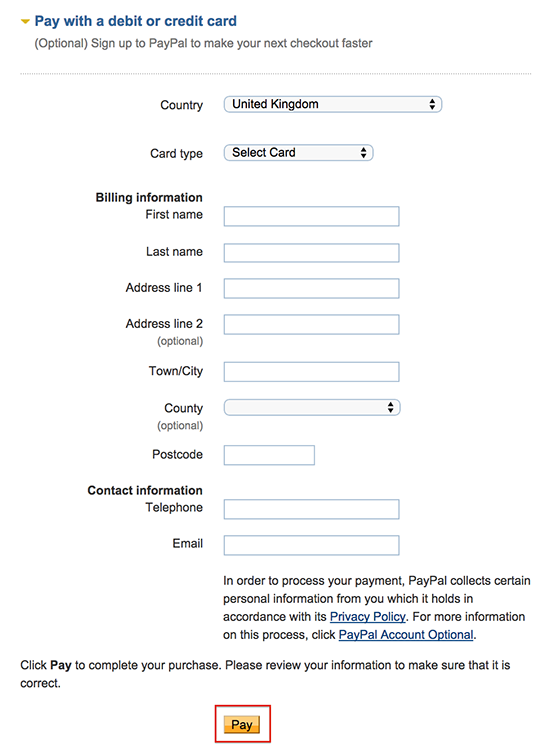 Pay with a debit or credit card
(Optional) Sign up to PayPal to make your next checkout faster
Country United Kingdom
Card type Select Card
Billing information
First name
Last name
Address line 1
Address line 2
(optional)
Town/City
County
(optional)
Postcode
Contact information
Telephone
Email
In order to process your payment, PayPal collects certain
personal information from you which it holds in
accordance with its Privacy Policy. For more information
on this process, click PayPal Account Optional.
Click Pay to complete your purchase. Please review your information to make sure that it is
correct.
Pay